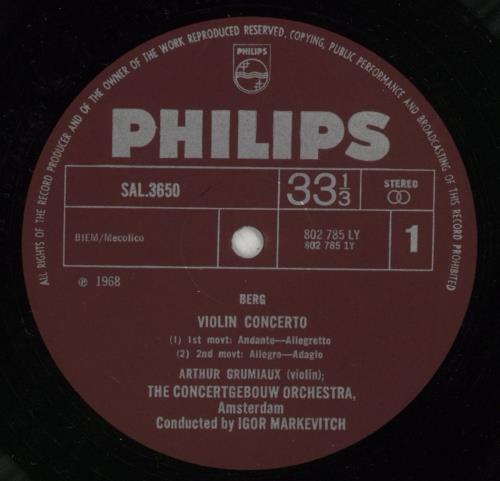 ALL RIGHTS OF THE RECORD PRODUCER AND OF THE OWNER OF THE WORK REPRODUCED RESERVED. COPYING, PUBLIC PERFORMANCE AND BROADCASTING OF THIS RECORD PROHIBITED
PHILIPS
PHILIPS
SAL.3650
33 1/3
STEREO
BIEM/Mecolico
802 785 LY
802 785 1Y
1
℗ 1968
BERG
VIOLIN CONCERTO
(1) 1st movt: Andante—Allegretto
(2) 2nd movt: Allegro—Adagio
ARTHUR GRUMIAUX (violin);
THE CONCERTGEBOUW ORCHESTRA,
Amsterdam
Conducted by IGOR MARKEVITCH